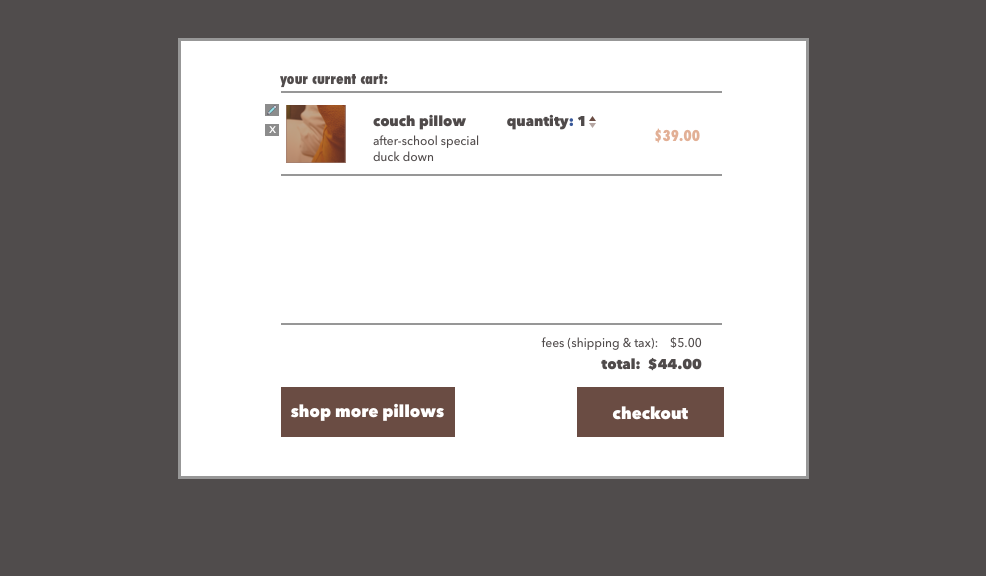 your current cart:
couch pillow
quantity: 1
after-school special
duck down
$39.00
X
fees (shipping & tax): $5.00
total: $44.00
shop more pillows
checkout